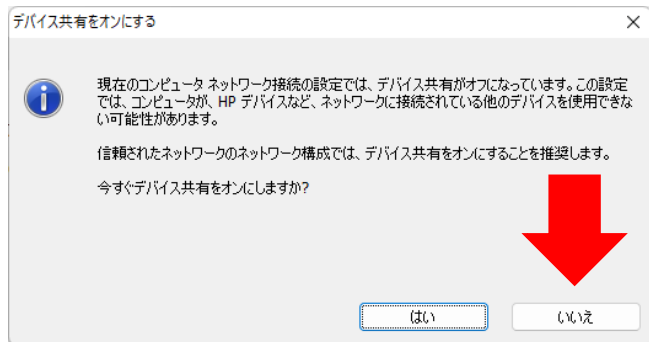 デバイス共有をオンにする
現在のコンピュータ ネットワーク接続の設定では、デバイス共有がオフになっています。この設定
では、コンピュータが、HP デバイスなど、ネットワークに接続されている他のデバイスを使用できな
い可能性があります。
信頼されたネットワークのネットワーク構成では、デバイス共有をオンにすることを推奨します。
今すぐデバイス共有をオンにしますか?
はい
いいえ